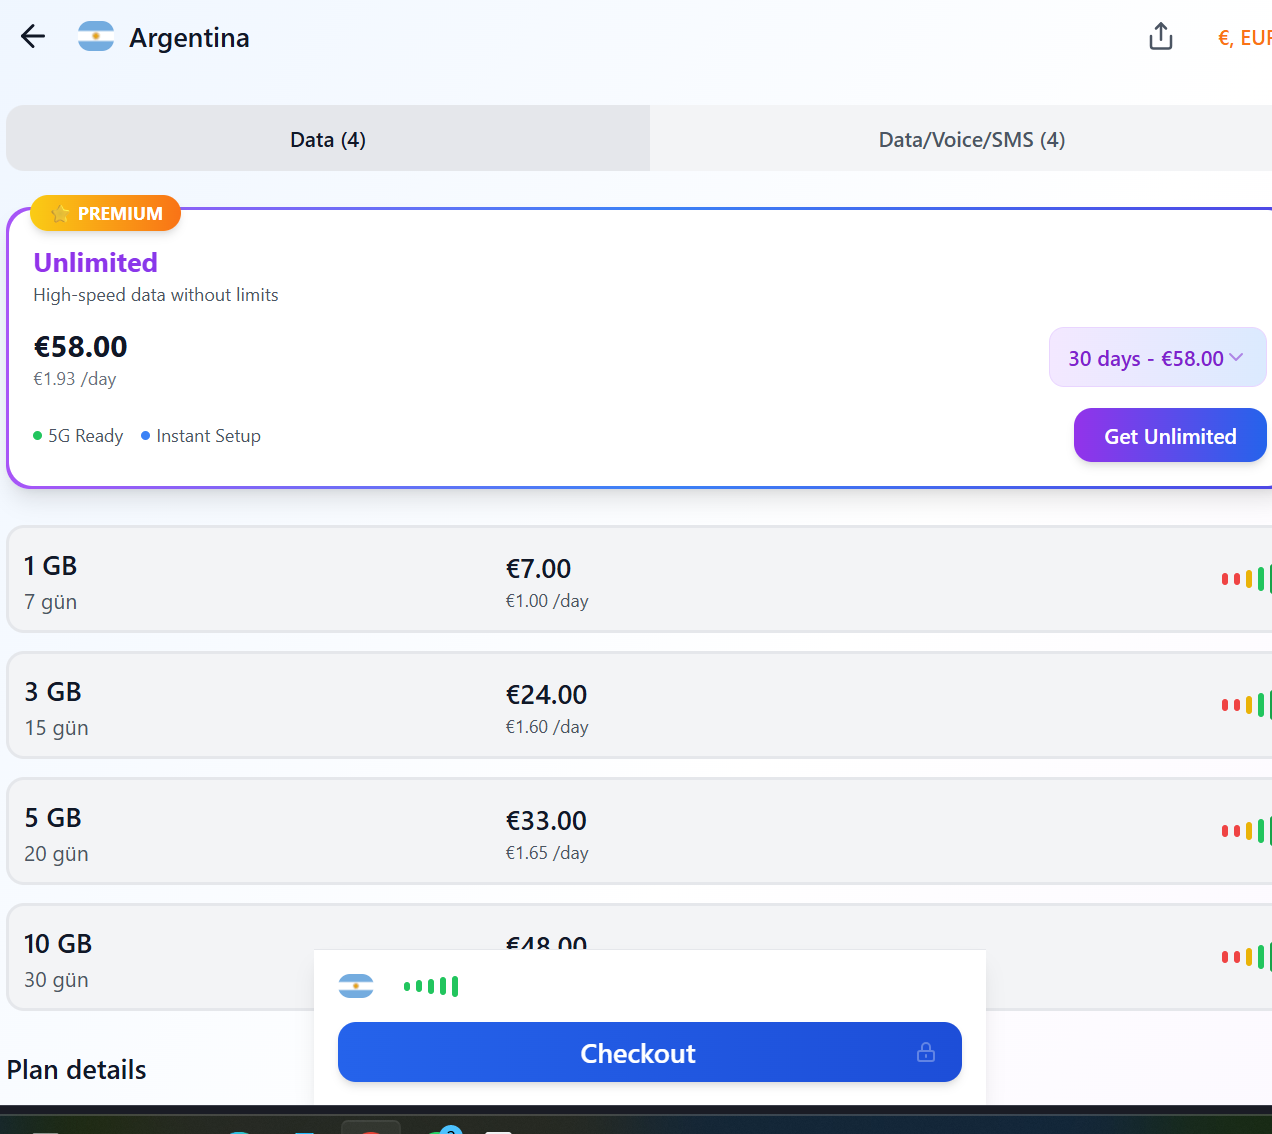 Argentina
€, EUR
Data (4)
Data/Voice/SMS (4)
PREMIUM
Unlimited
High-speed data without limits
€58.00
€1.93 /day
30 days - €58.00
5G Ready
Instant Setup
Get Unlimited
1 GB
7 gün
€7.00
€1.00 /day
3 GB
15 gün
€24.00
€1.60 /day
5 GB
20 gün
€33.00
€1.65 /day
10 GB
30 gün
€48.00
Checkout
Plan details